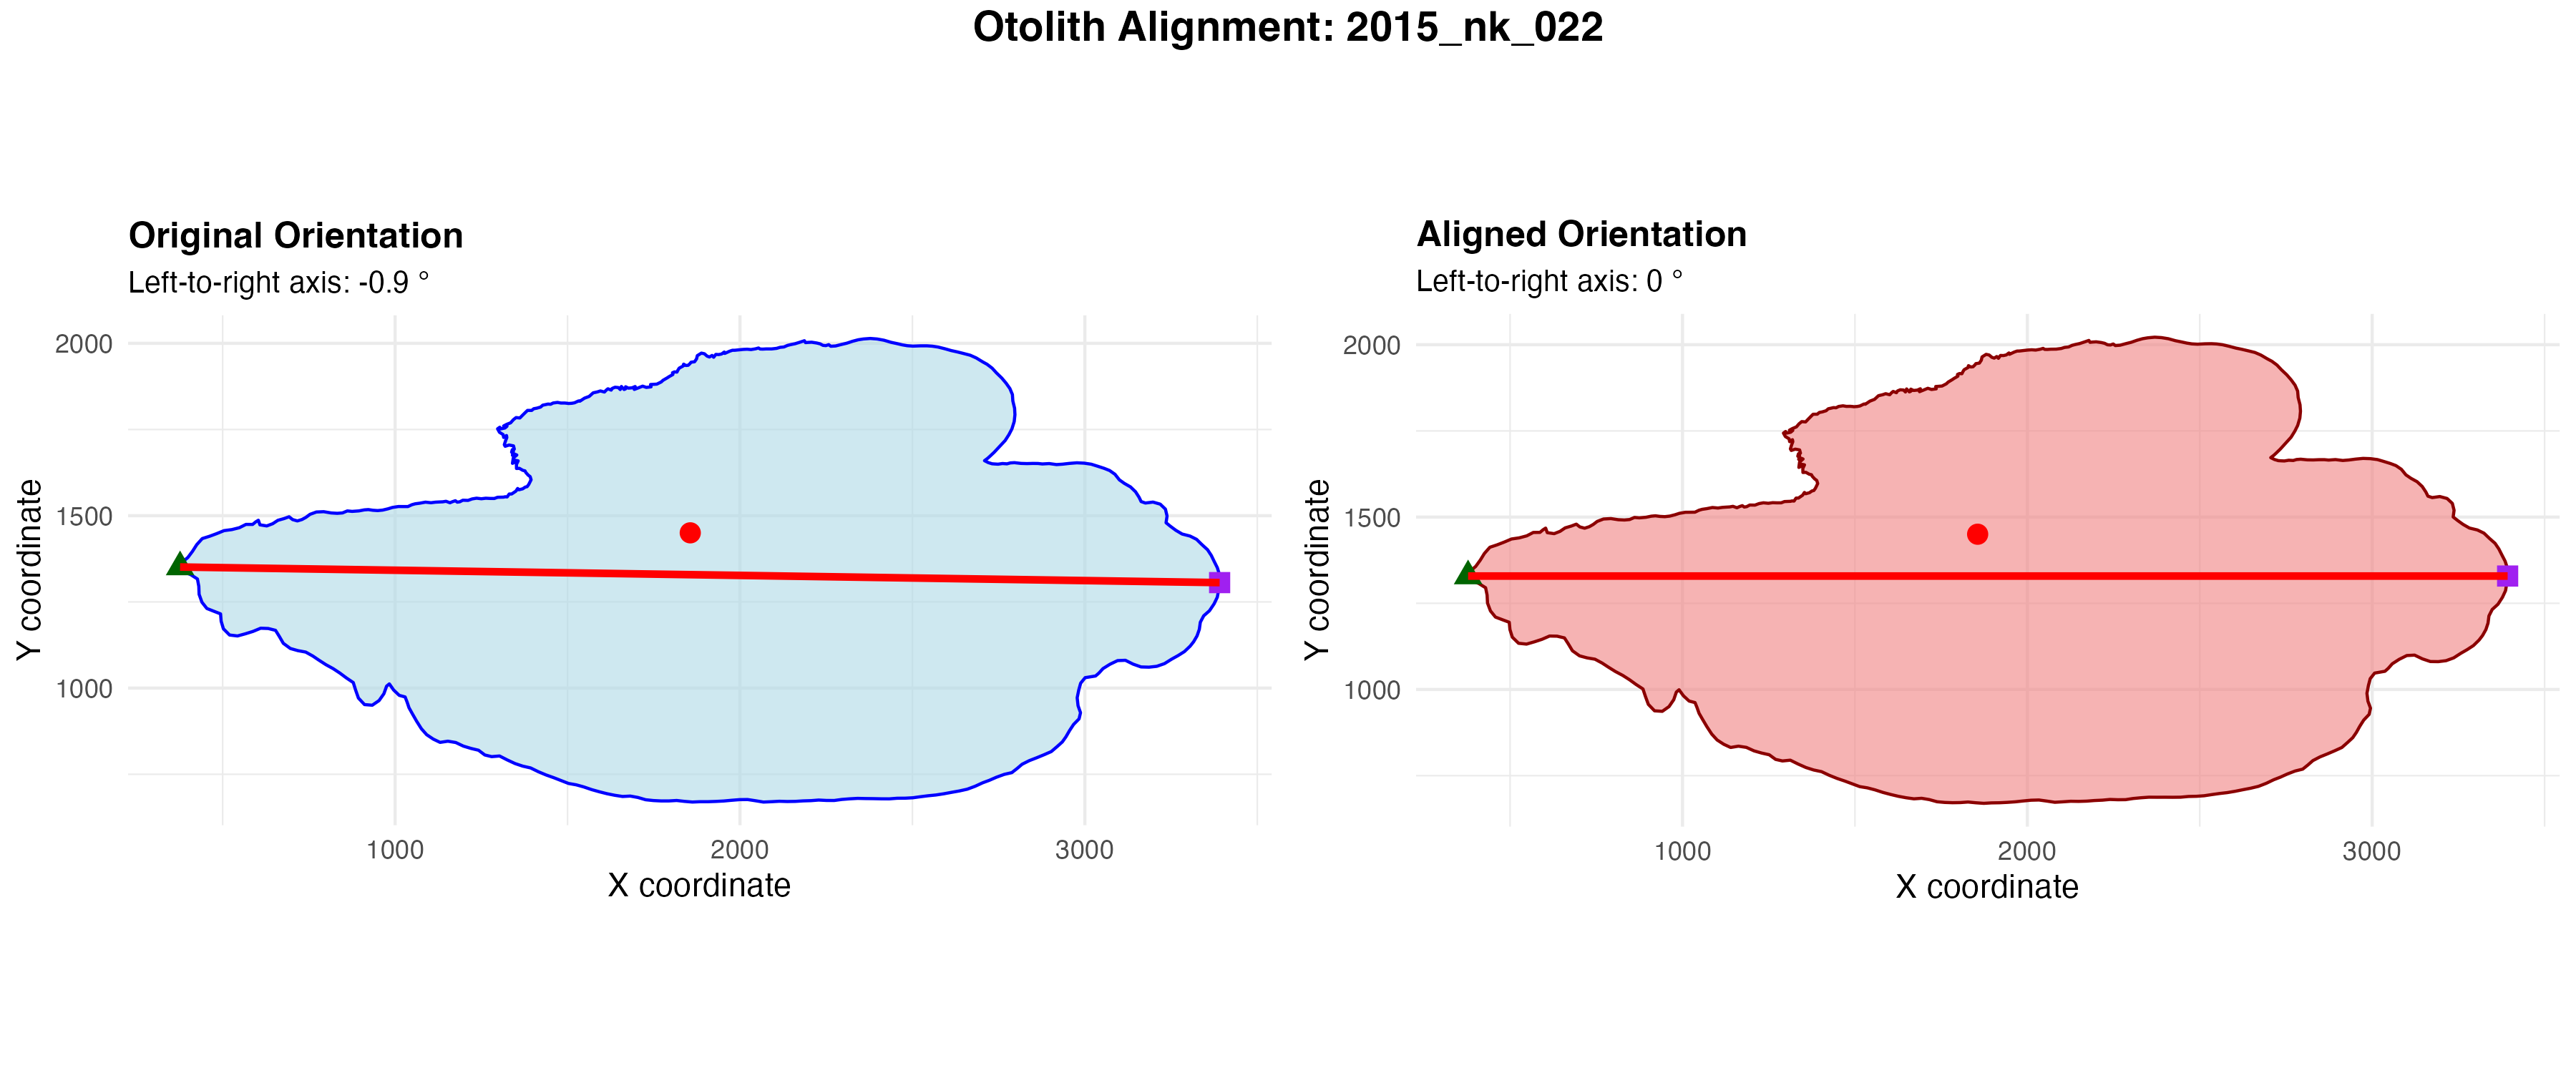 Otolith Alignment: 2015_nk_022
Original Orientation
Left-to-right axis: -0.9 °
2000
1500
1000
Y coordinate
1000
2000
3000
X coordinate
Aligned Orientation
Left-to-right axis: 0 °
2000
1500
1000
Y coordinate
1000
2000
3000
X coordinate